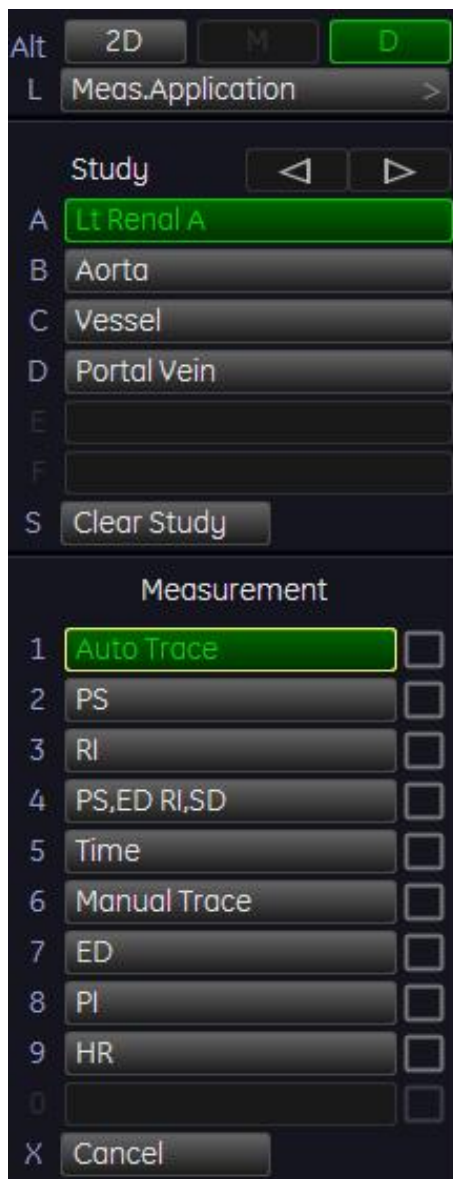 Alt 2D M D
L Meas.Application >
Study
A Lt Renal A
B Aorta
C Vessel
D Portal Vein
E
F
S Clear Study
Measurement
1 Auto Trace
2 PS
3 RI
4 PS,ED RI,SD
5 Time
6 Manual Trace
7 ED
8 PI
9 HR
0
X Cancel